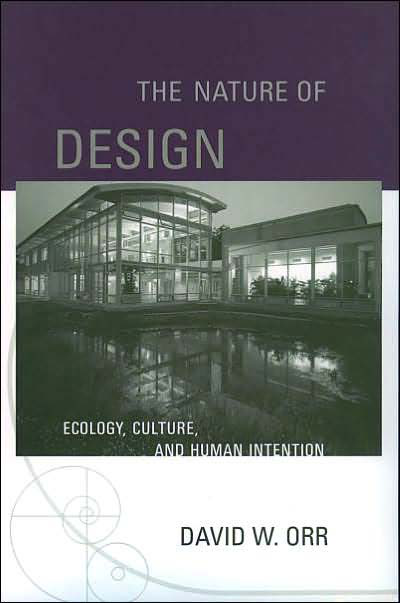 THE NATURE OF
DESIGN
ECOLOGY, CULTURE,
AND HUMAN INTENTION
DAVID W. ORR